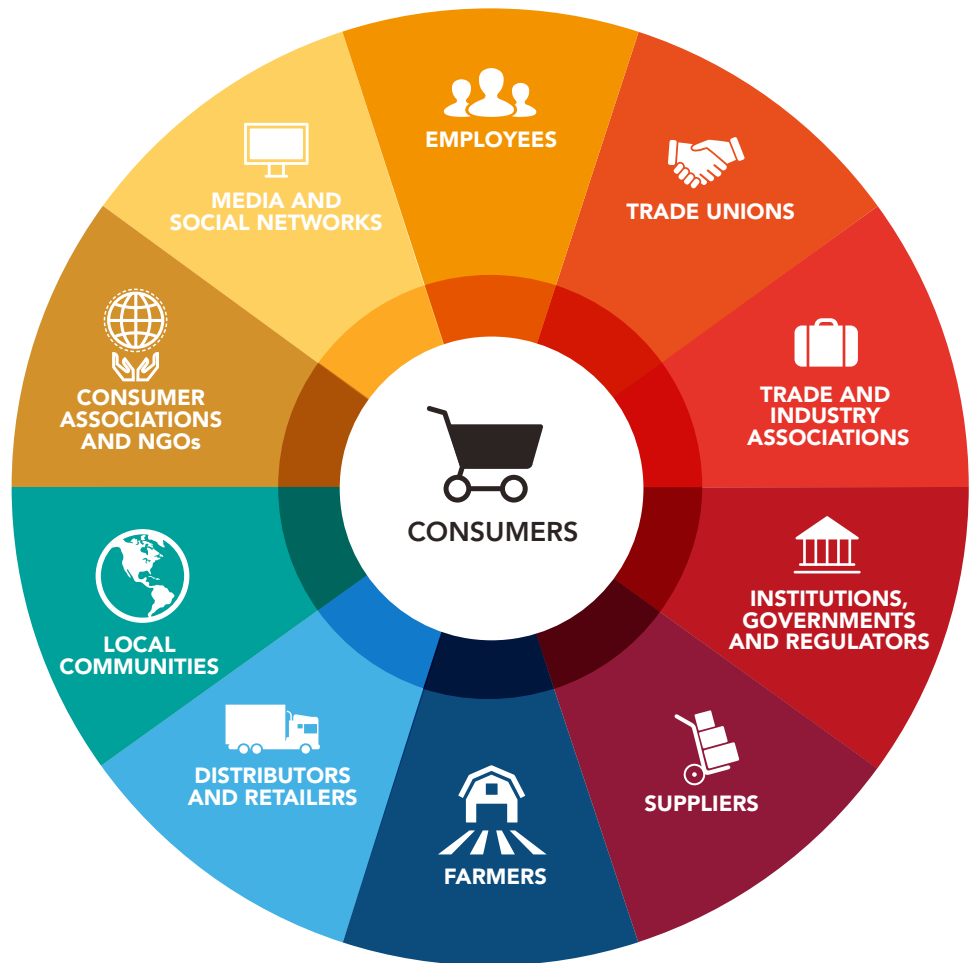 EMPLOYEES
TRADE UNIONS
TRADE AND
INDUSTRY
ASSOCIATIONS
INSTITUTIONS,
GOVERNMENTS
AND REGULATORS
SUPPLIERS
FARMERS
DISTRIBUTORS
AND RETAILERS
LOCAL
COMMUNITIES
CONSUMER
ASSOCIATIONS
AND NGOs
MEDIA AND
SOCIAL NETWORKS
CONSUMERS